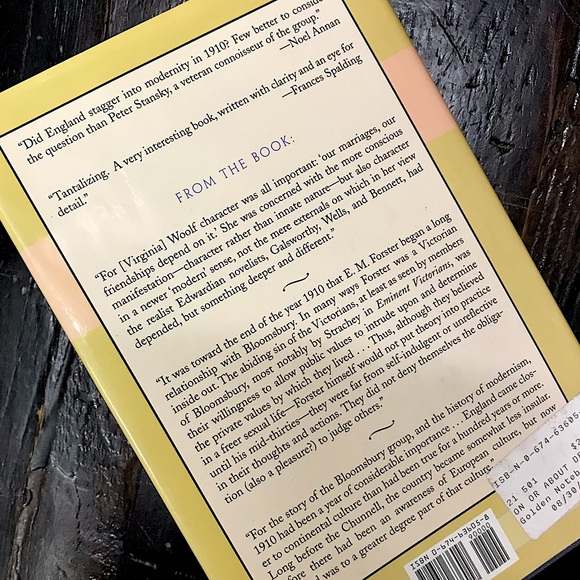 "Did England stagger into modernity in 1910? Few better to conside
the question than Peter Stansky, a veteran connoisseur of the group."
—Noel Annan
"Tantalizing. A very interesting book, written with clarity and an eye for
detail."
—Frances Spalding
FROM THE BOOK:
"For [Virginia] Woolf character was all important: 'our marriages, our
friendships depend on it.' She was concerned with the more conscious
manifestation—character rather than innate nature—but also character
in a newer 'modern' sense, not the mere externals on which in her view
the realist Edwardian novelists, Galsworthy, Wells, and Bennett, had
depended, but something deeper and different."
"It was toward the end of the year 1910 that E. M. Forster began a long
relationship with Bloomsbury. In many ways Forster was a Victorian
inside out. The abiding sin of the Victorians, at least as seen by members
of Bloomsbury, most notably by Strachey in Eminent Victorians, was
their willingness to allow public values to intrude upon and determine
the private values by which they lived . . . Thus, although they believed
in a freer sexual life—Forster himself would not put theory into practice
until his mid-thirties—they were far from self-indulgent or unreflective
in their thoughts and actions. They did not deny themselves the obliga-
tion (also a pleasure?) to judge others."
"For the story of the Bloomsbury group, and the history of modernism,
1910 had been a year of considerable importance . . . England came clos-
er to continental culture than had been true for a hundred years or more.
Long before the Chunnel, the country became somewhat less insular.
efore there had been an awareness of European culture, but now
d was to a greater degree part of that culture."
ISBN 0-674-63605-8
90000
ISB-N-0-674-6360
21 601 $
ON OR ABOUT DE
Golden Note